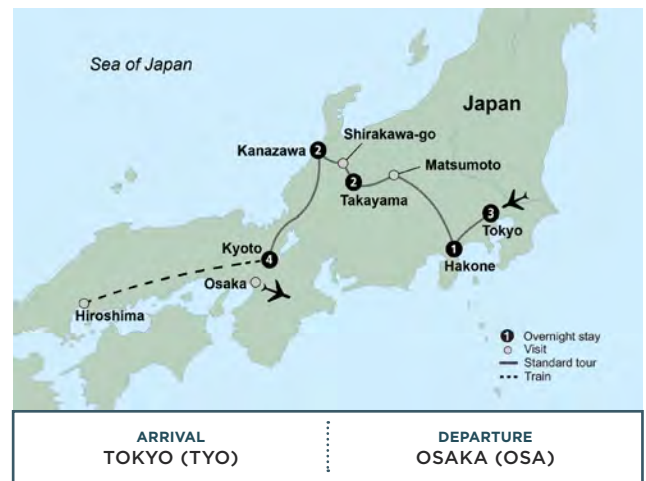 Sea of Japan
Japan
Shirakawa-go
Kanazawa 2
Matsumoto
2
Takayama
3
Tokyo
Kyoto
4
1
Hakone
Osaka
Hiroshima
1 Overnight stay
Visit
Standard tour
Train
ARRIVAL
TOKYO (TYO)
DEPARTURE
OSAKA (OSA)